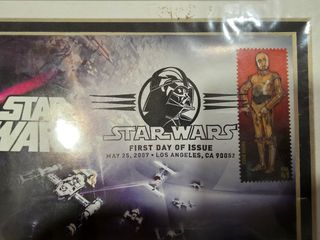 STAR
WARS
STAR WARS
FIRST DAY OF ISSUE
MAY 25, 2007 • LOS ANGELES, CA 90052